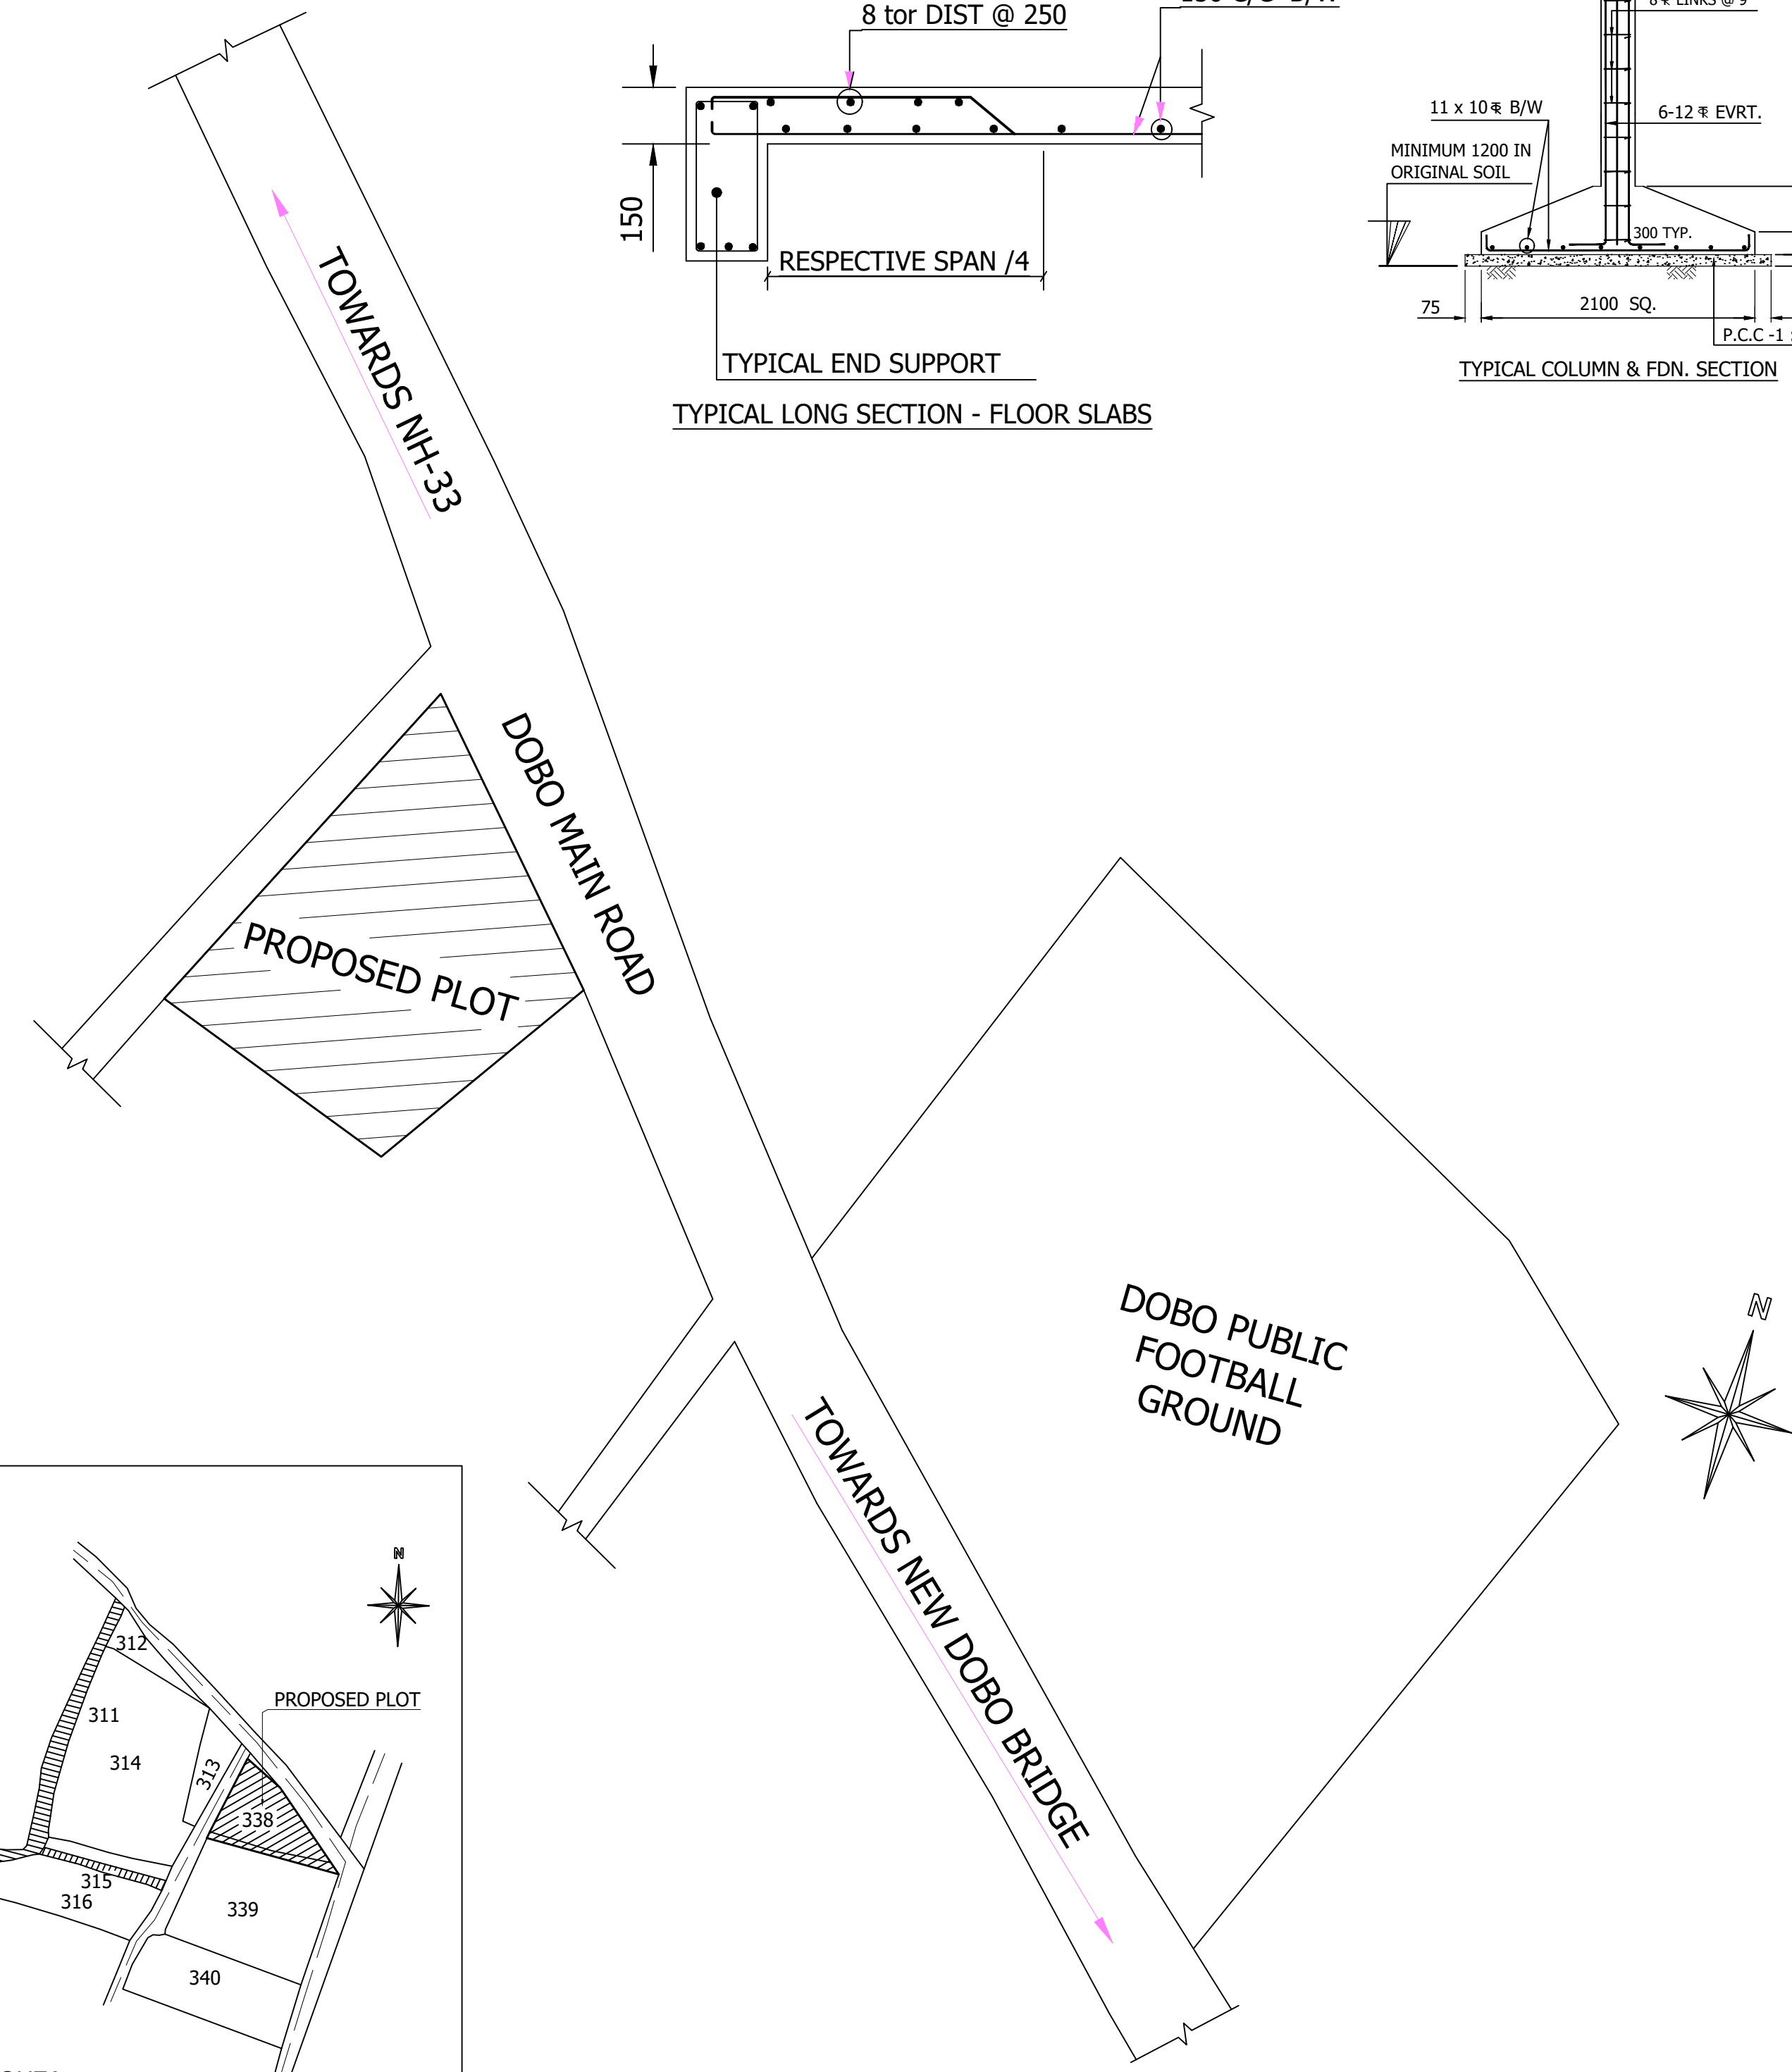 8 tor DIST @ 250
150
RESPECTIVE SPAN /4
TYPICAL END SUPPORT
TYPICAL LONG SECTION - FLOOR SLABS
LINKS @ 9
11 x 10 B/W
6-12 EVRT.
MINIMUM 1200 IN
ORIGINAL SOIL
300 TYP.
75
2100 SQ.
P.C.C -1 :
TYPICAL COLUMN & FDN. SECTION
TOWARDS NH-33
DOBO MAIN ROAD
PROPOSED PLOT
DOBO PUBLIC
FOOTBALL
GROUND
N
TOWARDS NEW DOBO BRIDGE
N
312
PROPOSED PLOT
311
314
313
338
315
316
339
340